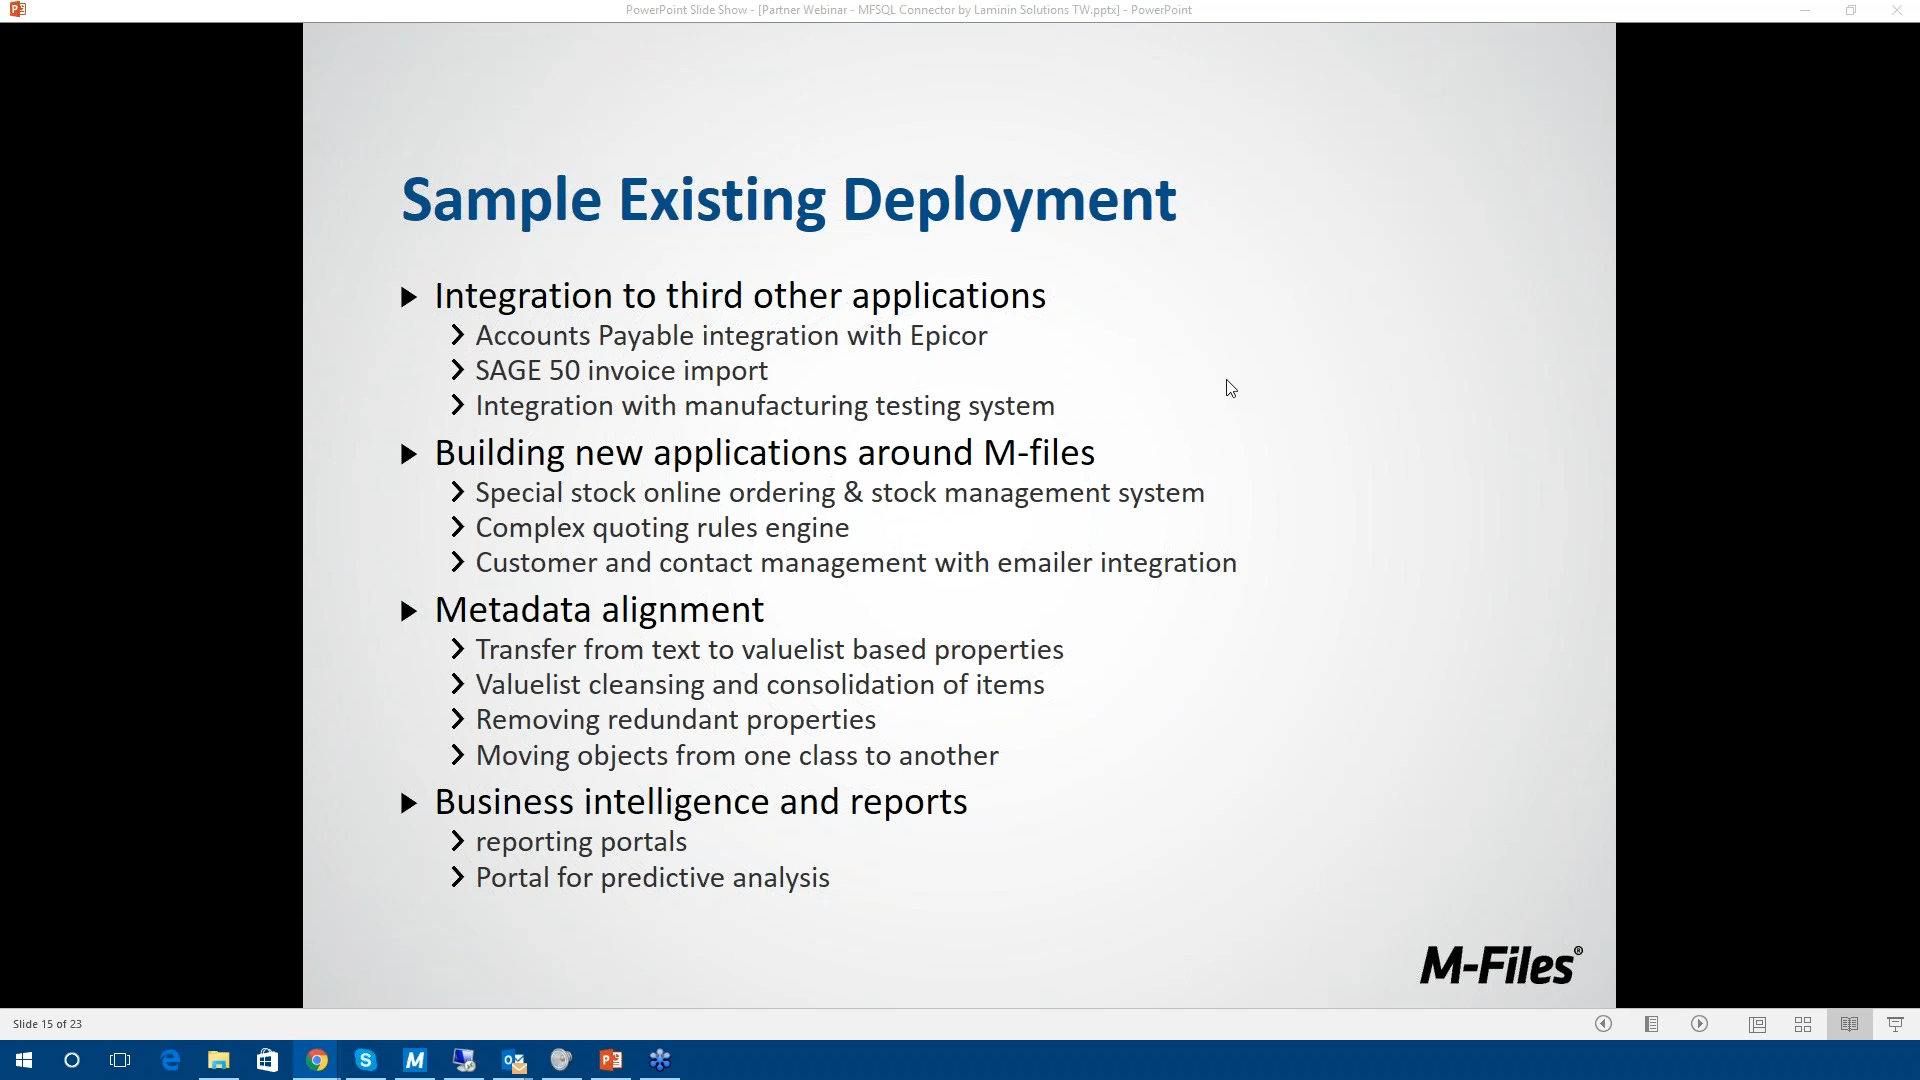 PowerPoint Slide Show - [Partner Webinar - MFSQL Connector by Laminin Solutions TW.pptx] - PowerPoint
Sample Existing Deployment
Integration to third other applications
Accounts Payable integration with Epicor
SAGE 50 invoice import
Integration with manufacturing testing system
Building new applications around M-files
Special stock online ordering & stock management system
Complex quoting rules engine
Customer and contact management with emailer integration
Metadata alignment
Transfer from text to valuelist based properties
Valuelist cleansing and consolidation of items
Removing redundant properties
Moving objects from one class to another
Business intelligence and reports
reporting portals
Portal for predictive analysis
M-Files®
Slide 15 of 23